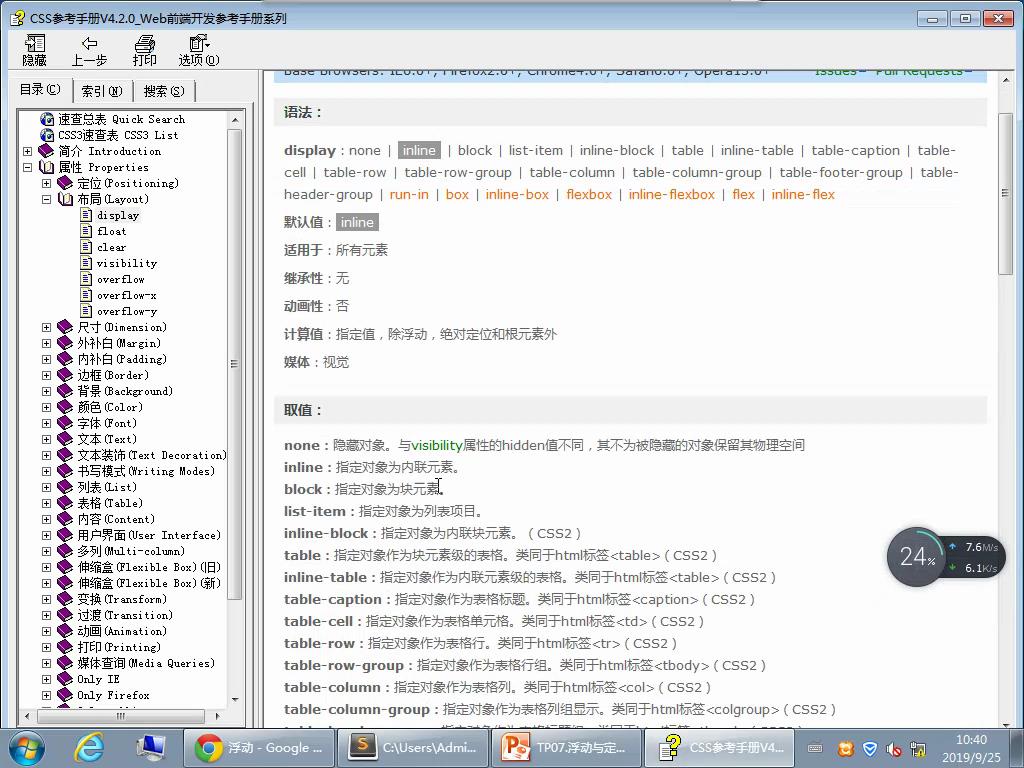 CSS参考手册V4.2.0_Web前端开发参考手册系列
隐藏 上一步 打印 选项(O)
目录(C) 索引(N) 搜索(S)
速查总表 Quick Search
CSS3速查表 CSS3 List
简介 Introduction
属性 Properties
定位(Positioning)
布局(Layout)
display
float
clear
visibility
overflow
overflow-x
overflow-y
尺寸(Dimension)
外补白(Margin)
内补白(Padding)
边框(Border)
背景(Background)
颜色(Color)
字体(Font)
文本(Text)
文本装饰(Text Decoration)
书写模式(Writing Modes)
列表(List)
表格(Table)
内容(Content)
用户界面(User Interface)
多列(Multi-column)
伸缩盒(Flexible Box)(旧)
伸缩盒(Flexible Box)(新)
变换(Transform)
过渡(Transition)
动画(Animation)
打印(Printing)
媒体查询(Media Queries)
Only IE
Only Firefox
Base Browsers: IE6.0+, Firefox2.0+, Chrome4.0+, Safari6.0+, Opera15.0+ Issues Pull Requests
语法：
display：none | inline | block | list-item | inline-block | table | inline-table | table-caption | table-
cell | table-row | table-row-group | table-column | table-column-group | table-footer-group | table-
header-group | run-in | box | inline-box | flexbox | inline-flexbox | flex | inline-flex
默认值：inline
适用于：所有元素
继承性：无
动画性：否
计算值：指定值，除浮动，绝对定位和根元素外
媒体：视觉
取值：
none：隐藏对象。与visibility属性的hidden值不同，其不为被隐藏的对象保留其物理空间
inline：指定对象为内联元素。
block：指定对象为块元素。
list-item：指定对象为列表项目。
inline-block：指定对象为内联块元素。（CSS2）
table：指定对象作为块元素级的表格。类同于html标签<table>（CSS2）
inline-table：指定对象作为内联元素级的表格。类同于html标签<table>（CSS2）
table-caption：指定对象作为表格标题。类同于html标签<caption>（CSS2）
table-cell：指定对象作为表格单元格。类同于html标签<td>（CSS2）
table-row：指定对象作为表格行。类同于html标签<tr>（CSS2）
table-row-group：指定对象作为表格行组。类同于html标签<tbody>（CSS2）
table-column：指定对象作为表格列。类同于html标签<col>（CSS2）
table-column-group：指定对象作为表格列组显示。类同于html标签<colgroup>（CSS2）
24% 7.6M/s
6.1K/s
浮动 - Google ... C:\Users\Admi... TP07.浮动与定... CSS参考手册V4... 10:40
2019/9/25